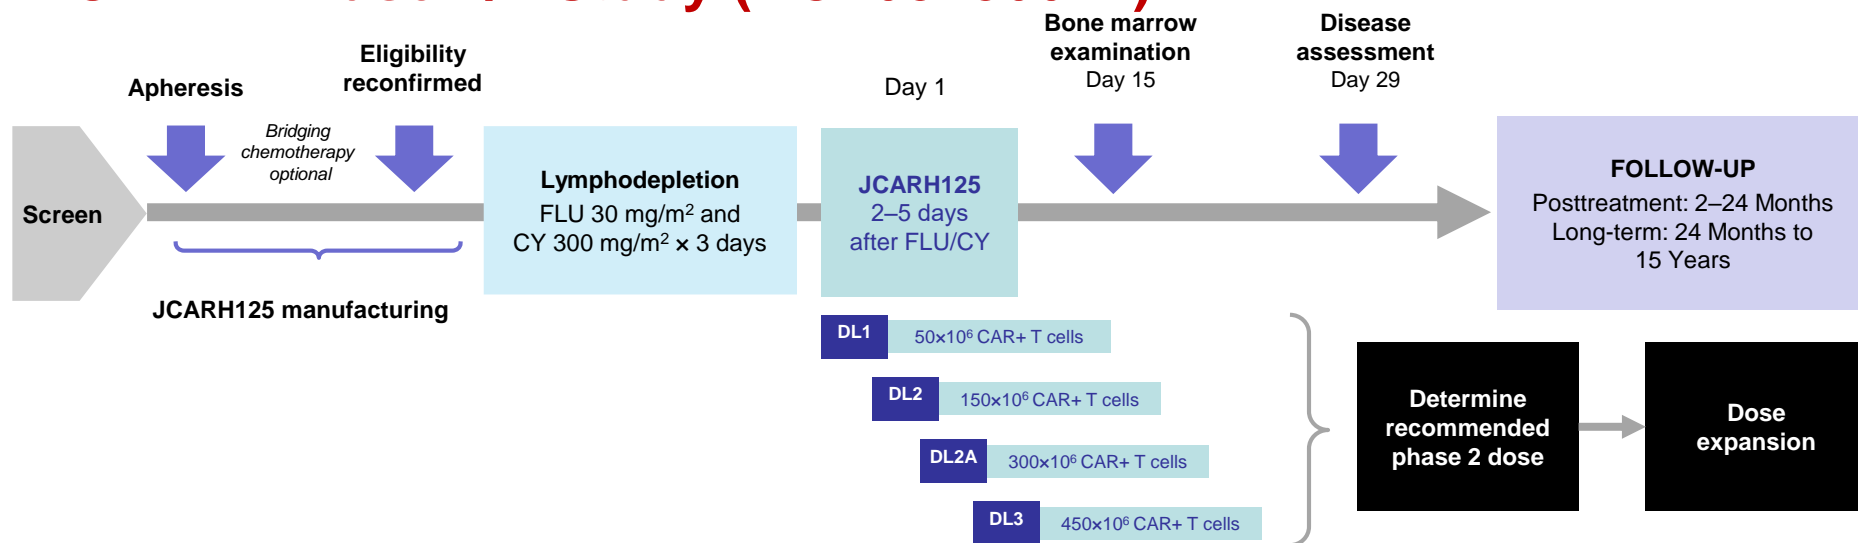 Bone marrow
examination
Day 15
Disease
assessment
Day 29
Eligibility
reconfirmed
Apheresis
Day 1
Bridging
chemotherapy
optional
Screen
Lymphodepletion
FLU 30 mg/m² and
CY 300 mg/m² × 3 days
JCARH125
2–5 days
after FLU/CY
FOLLOW-UP
Posttreatment: 2–24 Months
Long-term: 24 Months to
15 Years
JCARH125 manufacturing
DL1 50×10⁶ CAR+ T cells
DL2 150×10⁶ CAR+ T cells
DL2A 300×10⁶ CAR+ T cells
DL3 450×10⁶ CAR+ T cells
Determine
recommended
phase 2 dose
Dose
expansion